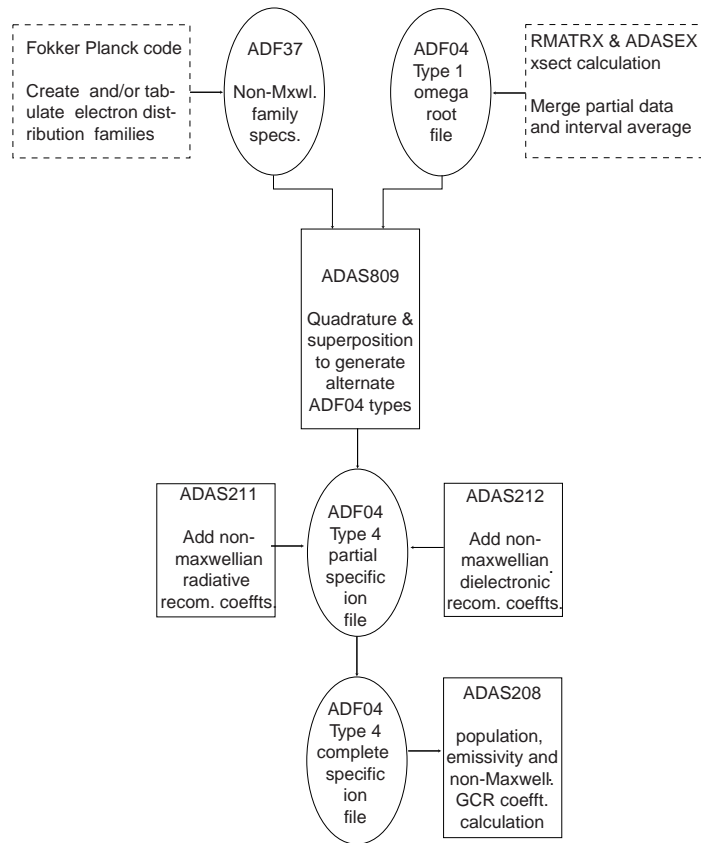 Fokker Planck code
Create and/or tab-
ulate electron dist-
ribution families
ADF37
Non-Mxwl.
family
specs.
ADF04
Type 1
omega
root
file
RMATRX & ADASEX
xsect calculation
Merge partial data
and interval average
ADAS809
Quadrature &
superposition
to generate
alternate
ADF04 types
ADAS211
Add non-
maxwellian
radiative
recom. coeffts.
ADF04
Type 4
partial
specific
ion
file
ADAS212
Add non-
maxwellian.
dielectronic
recom. coeffts.
ADF04
Type 4
complete
specific
ion
file
ADAS208
population,
emissivity and
non-Maxwell.
GCR coefft.
calculation